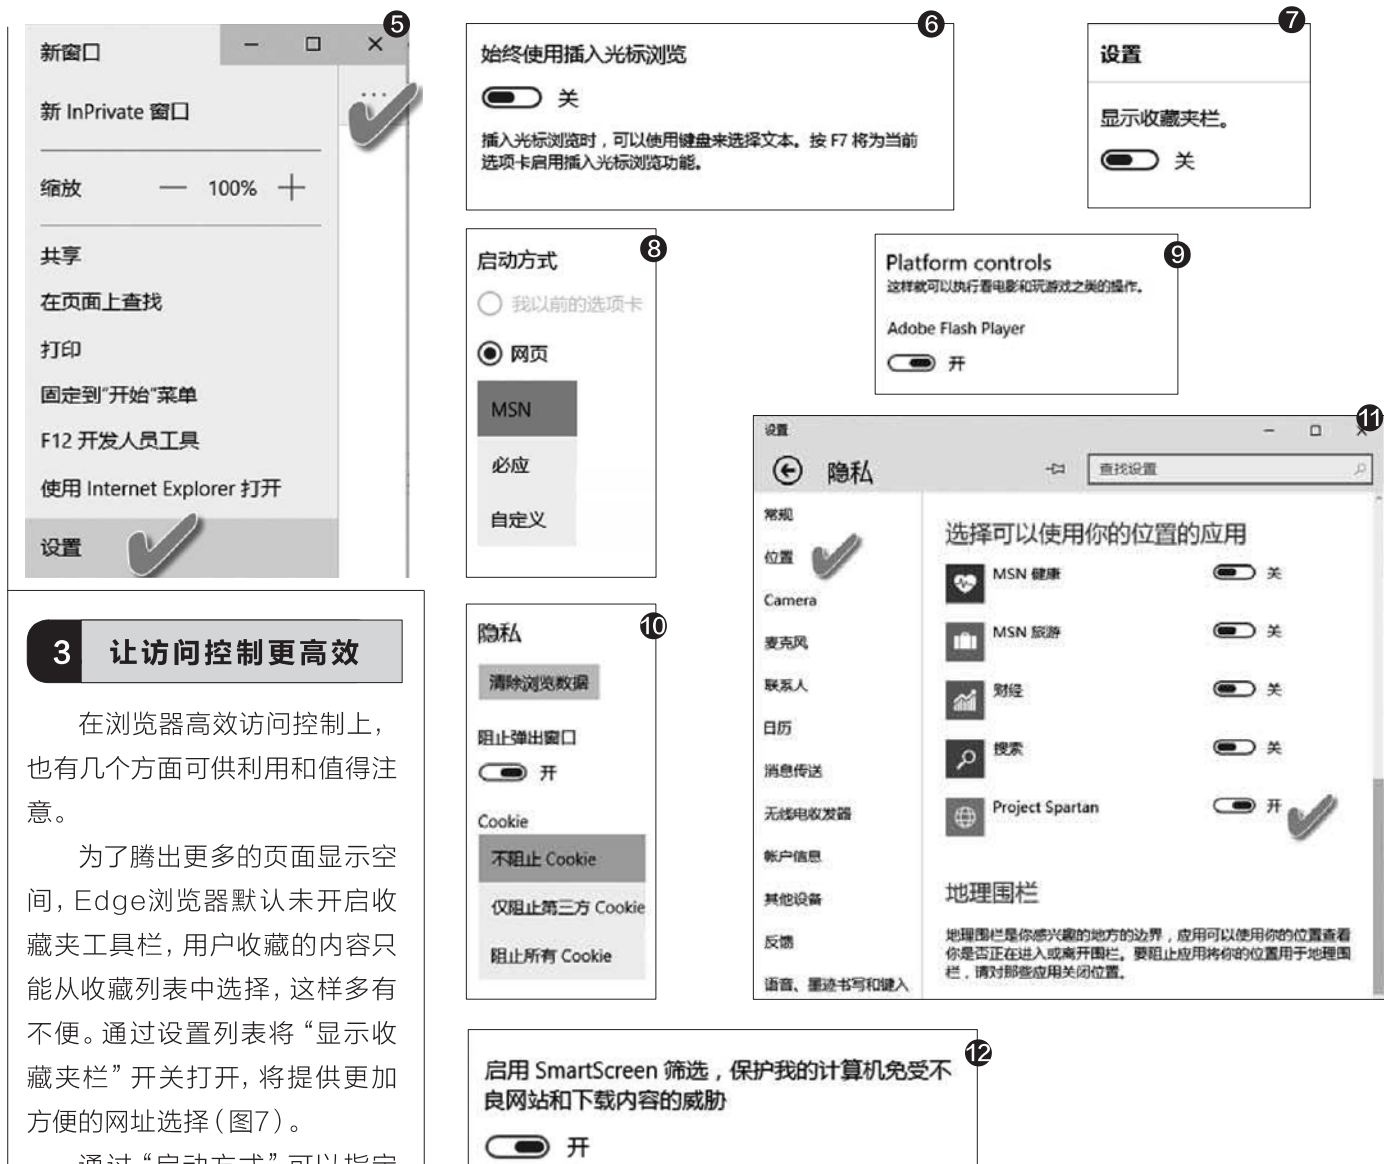 5
新窗口
新 InPrivate 窗口
缩放 — 100% +
共享
在页面上查找
打印
固定到"开始"菜单
F12 开发人员工具
使用 Internet Explorer 打开
设置
3 让访问控制更高效
在浏览器高效访问控制上，
也有几个方面可供利用和值得注
意。
为了腾出更多的页面显示空
间，Edge浏览器默认未开启收
藏夹工具栏，用户收藏的内容只
能从收藏列表中选择，这样多有
不便。通过设置列表将“显示收
藏夹栏”开关打开，将提供更加
方便的网址选择（图7）。
通过“启动方式”可以指定
6
始终使用插入光标浏览
关
插入光标浏览时，可以使用键盘来选择文本。按 F7 将为当前
选项卡启用插入光标浏览功能。
7
设置
显示收藏夹栏。
关
8
启动方式
我以前的选项卡
网页
MSN
必应
自定义
9
Platform controls
这样就可以执行看电影和玩游戏之类的操作。
Adobe Flash Player
开
10
隐私
清除浏览数据
阻止弹出窗口
开
Cookie
不阻止 Cookie
仅阻止第三方 Cookie
阻止所有 Cookie
11
设置
隐私
查找设置
常规
位置
Camera
麦克风
联系人
日历
消息传送
无线电收发器
帐户信息
其他设备
反馈
语音、墨迹书写和键入
选择可以使用你的位置的应用
MSN 健康 关
MSN 旅游 关
财经 关
搜索 关
Project Spartan 开
地理围栏
地理围栏是你感兴趣的地方的边界，应用可以使用你的位置查看
你是否正在进入或离开围栏。要阻止应用将你的位置用于地理围
栏，请对那些应用关闭位置。
12
启用 SmartScreen 筛选，保护我的计算机免受不
良网站和下载内容的威胁
开